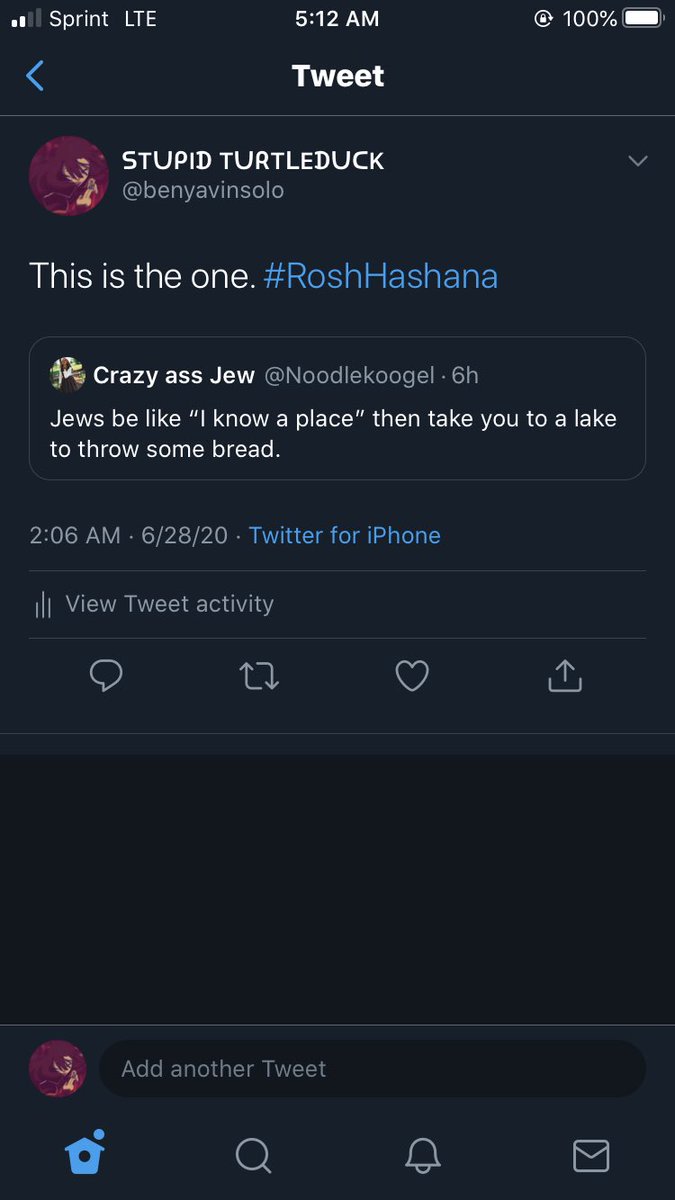 Sprint LTE 5:12 AM 100%
Tweet
STUPID TURTLEDUCK
@benyavinsolo
This is the one. #RoshHashana
Crazy ass Jew @Noodlekoogel · 6h
Jews be like “I know a place” then take you to a lake
to throw some bread.
2:06 AM · 6/28/20 · Twitter for iPhone
View Tweet activity
Add another Tweet